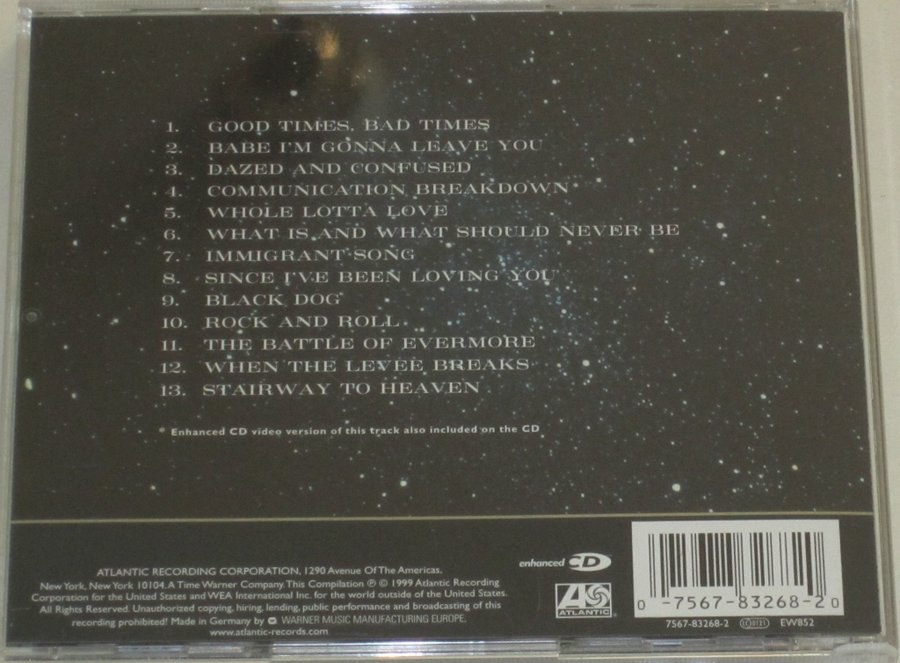 1. GOOD TIMES, BAD TIMES
2. BABE I'M GONNA LEAVE YOU
3. DAZED AND CONFUSED
4. COMMUNICATION BREAKDOWN*
5. WHOLE LOTTA LOVE
6. WHAT IS AND WHAT SHOULD NEVER BE
7. IMMIGRANT SONG
8. SINCE I'VE BEEN LOVING YOU
9. BLACK DOG
10. ROCK AND ROLL
11. THE BATTLE OF EVERMORE
12. WHEN THE LEVEE BREAKS
13. STAIRWAY TO HEAVEN
* Enhanced CD video version of this track also included on the CD
ATLANTIC RECORDING CORPORATION, 1290 Avenue Of The Americas,
New York, New York 10104. A Time Warner Company. This Compilation ℗ © 1999 Atlantic Recording
Corporation for the United States and WEA International Inc. for the world outside of the United States.
All Rights Reserved. Unauthorized copying, hiring, lending, public performance and broadcasting of this
recording prohibited! Made in Germany by WARNER MUSIC MANUFACTURING EUROPE.
www.atlantic-records.com
enhanced CD
ATLANTIC
0 -7567-83268-2 0
7567-83268-2 LC 0121 EW852